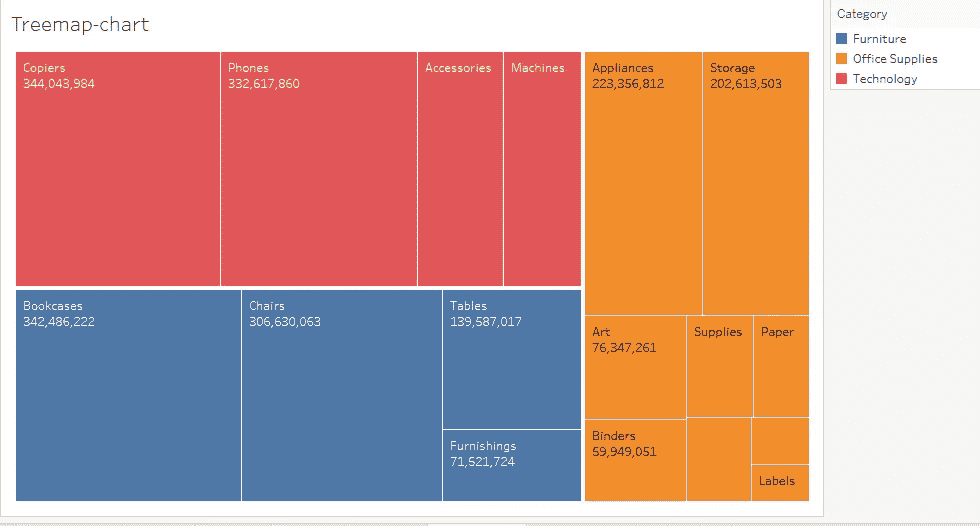 Treemap-chart
Copiers
344,043,984
Phones
332,617,860
Accessories
Machines
Bookcases
342,486,222
Chairs
306,630,063
Tables
139,587,017
Furnishings
71,521,724
Appliances
223,356,812
Storage
202,613,503
Art
76,347,261
Supplies
Paper
Binders
59,949,051
Labels
Category
Furniture
Office Supplies
Technology